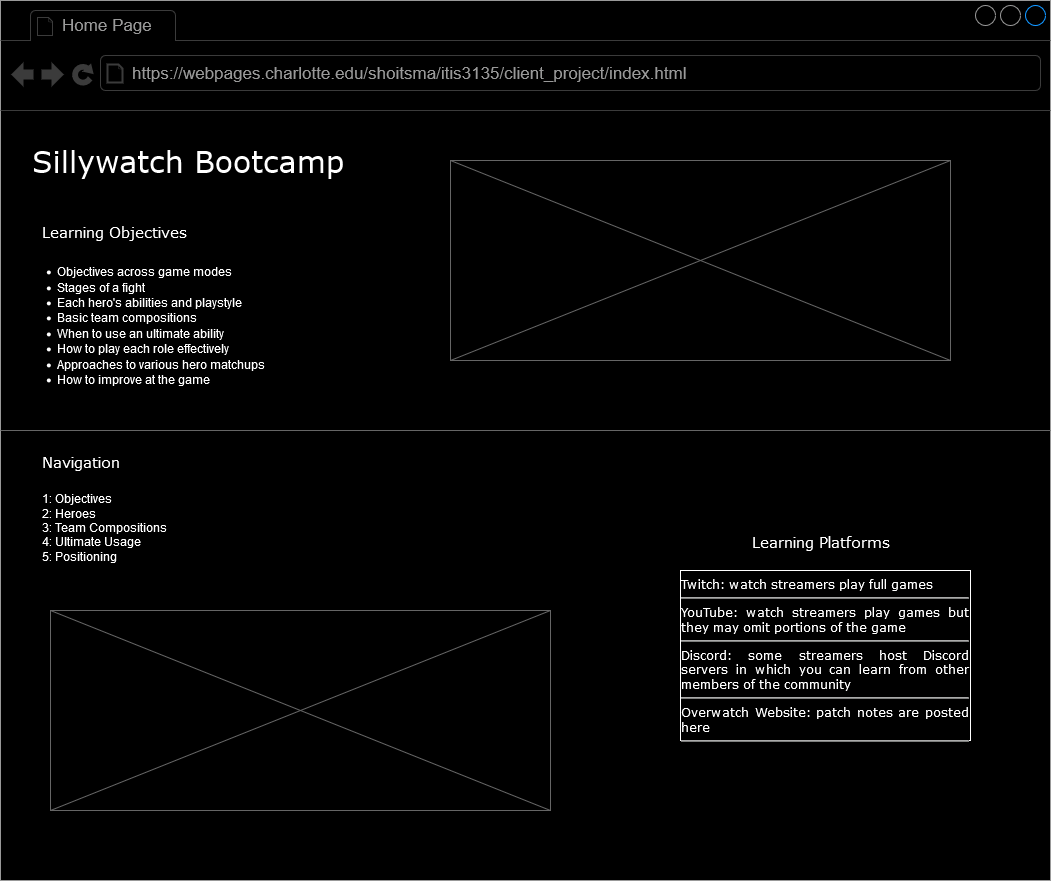 Home Page
https://webpages.charlotte.edu/shoitsma/itis3135/client_project/index.html
Sillywatch Bootcamp
Learning Objectives
• Objectives across game modes
• Stages of a fight
• Each hero's abilities and playstyle
• Basic team compositions
• When to use an ultimate ability
• How to play each role effectively
• Approaches to various hero matchups
• How to improve at the game
Navigation
1: Objectives
2: Heroes
3: Team Compositions
4: Ultimate Usage
5: Positioning
Learning Platforms
Twitch: watch streamers play full games
YouTube: watch streamers play games but
they may omit portions of the game
Discord: some streamers host Discord
servers in which you can learn from other
members of the community
Overwatch Website: patch notes are posted
here